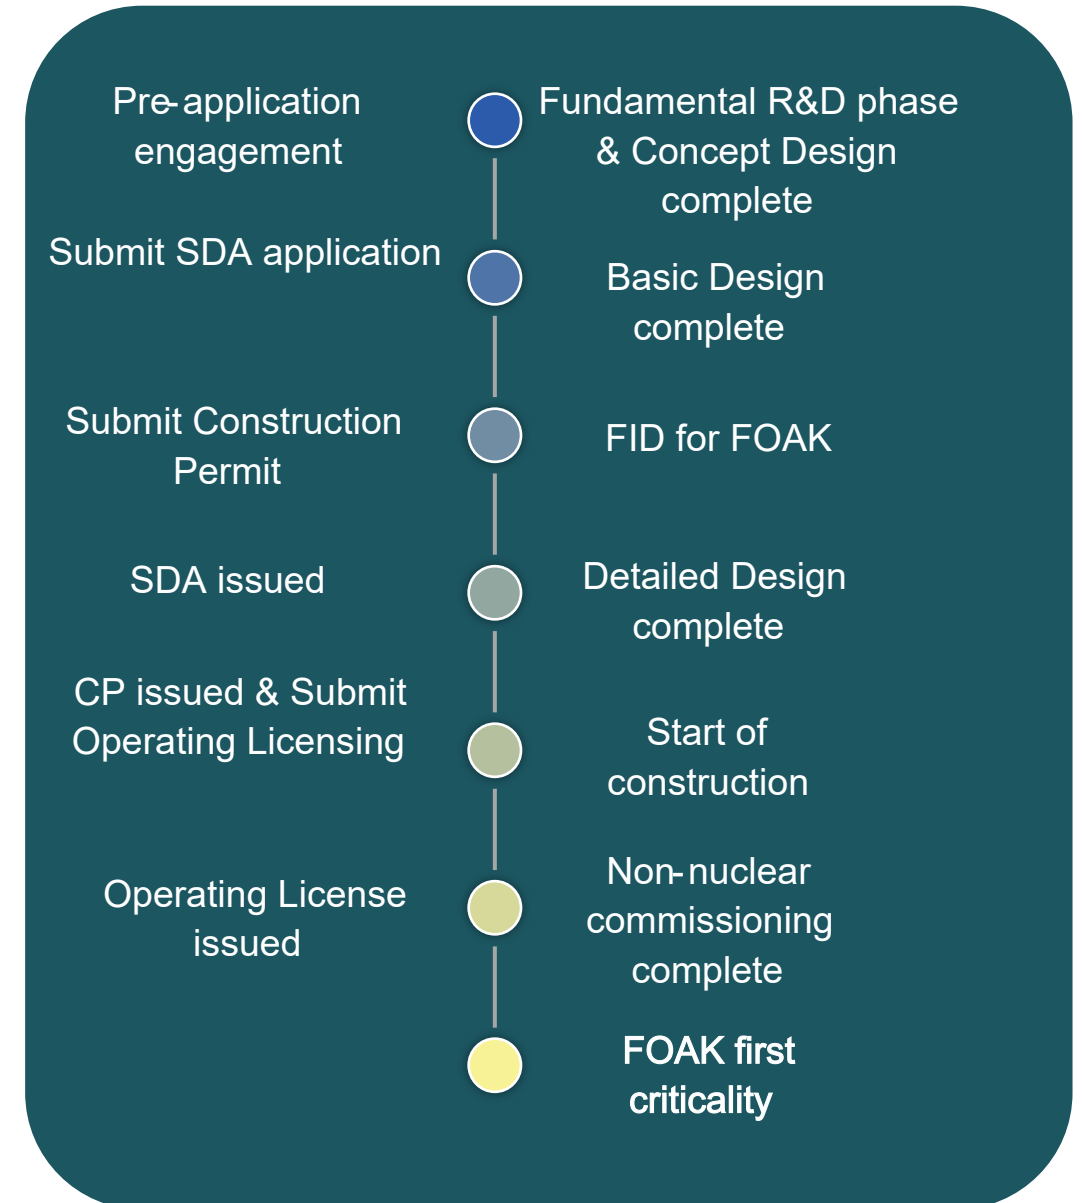 Pre-application
engagement
Fundamental R&D phase
& Concept Design
complete
Submit SDA application
Basic Design
complete
Submit Construction
Permit
FID for FOAK
SDA issued
Detailed Design
complete
CP issued & Submit
Operating Licensing
Start of
construction
Operating License
issued
Non-nuclear
commissioning
complete
FOAK first
criticality